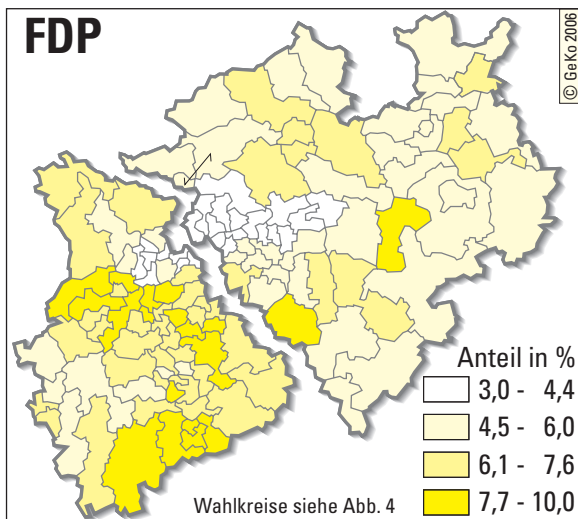 FDP
© GeKo 2006
Anteil in %
3,0 - 4,4
4,5 - 6,0
6,1 - 7,6
7,7 - 10,0
Wahlkreise siehe Abb. 4